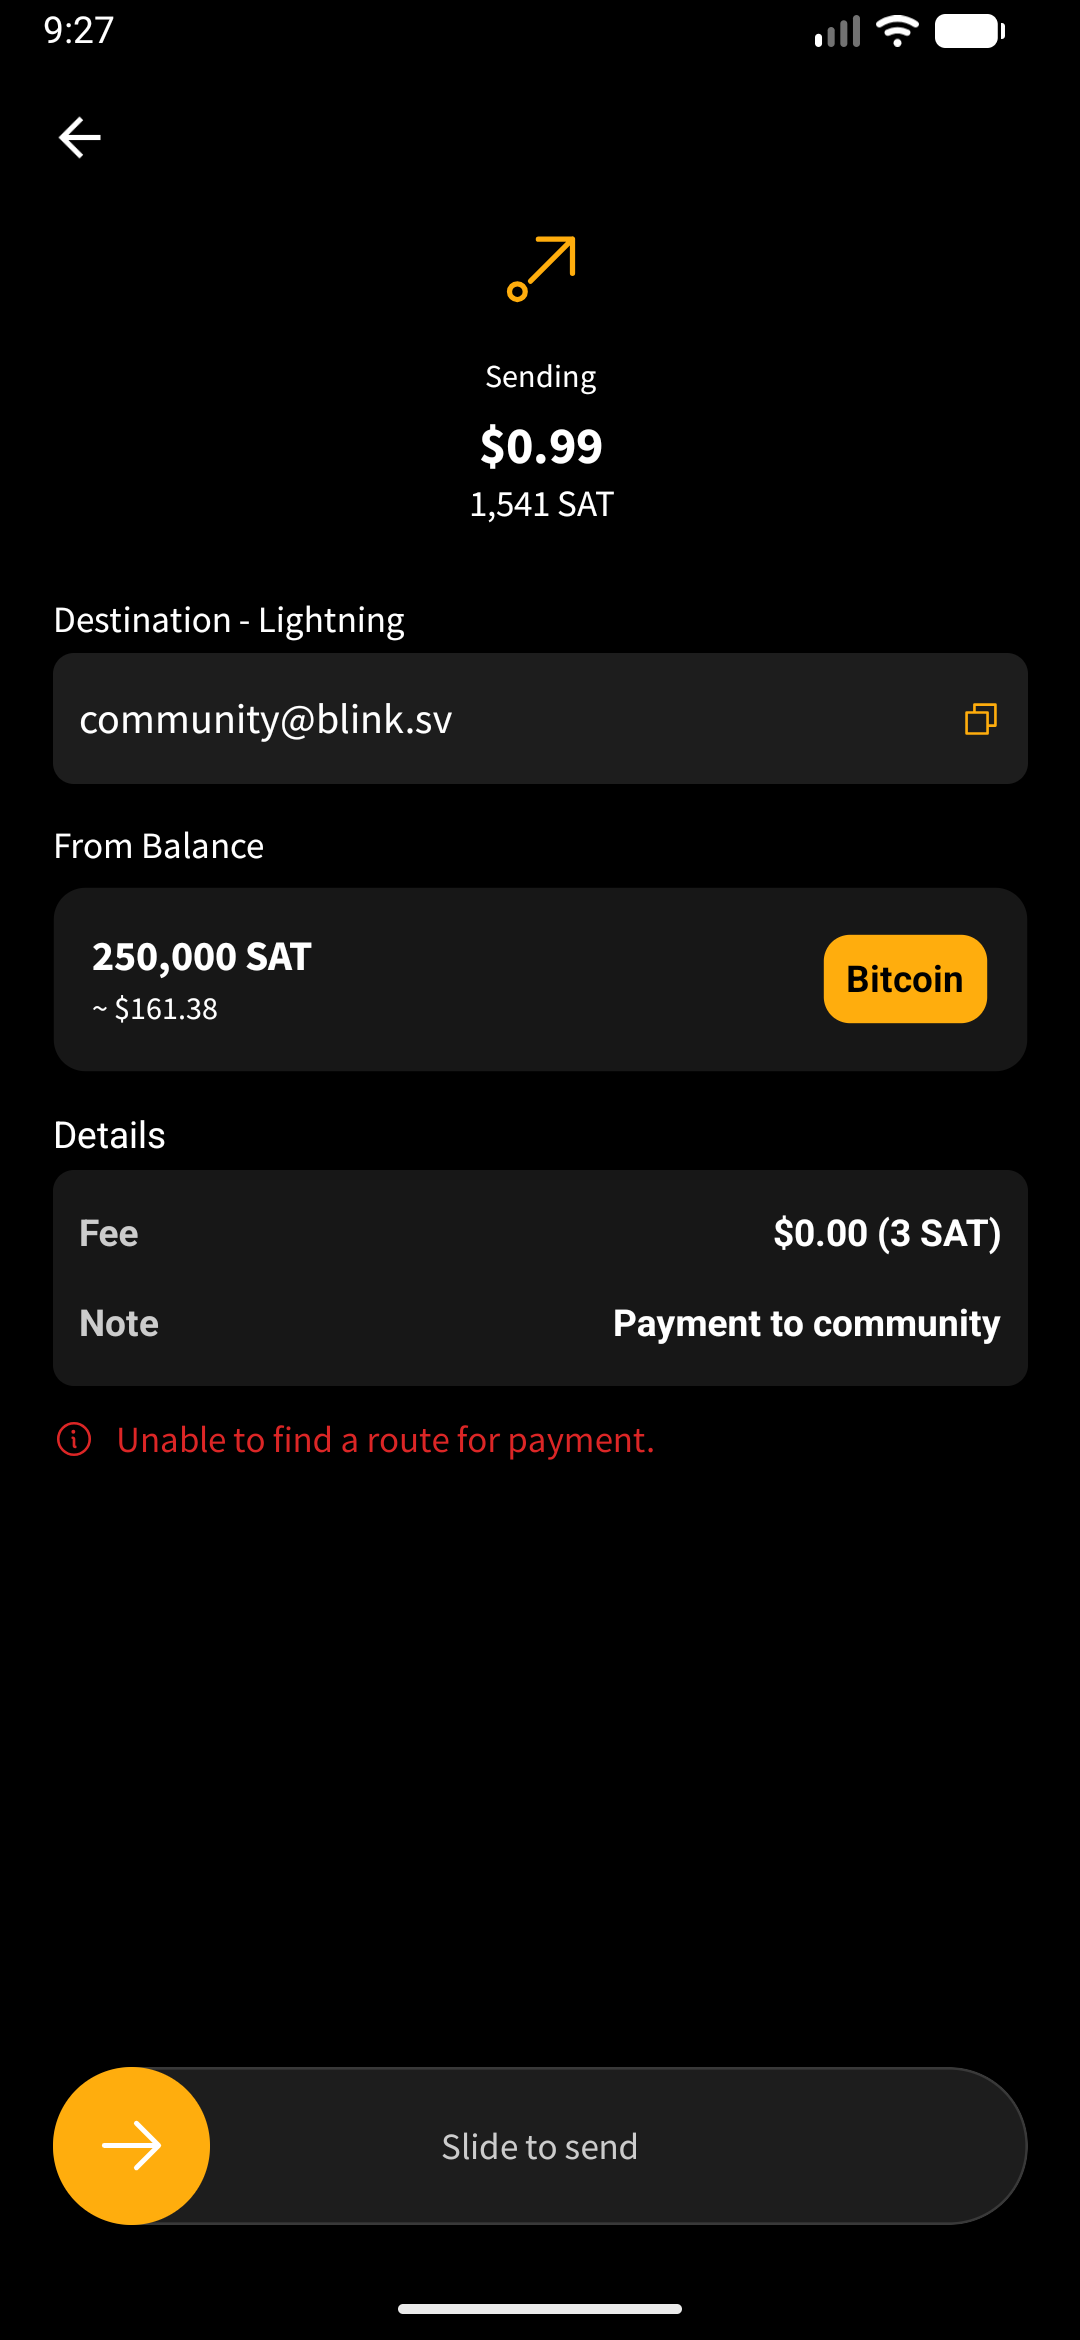 9:27
Sending
$0.99
1,541 SAT
Destination - Lightning
community@blink.sv
From Balance
250,000 SAT
~ $161.38
Bitcoin
Details
Fee $0.00 (3 SAT)
Note Payment to community
Unable to find a route for payment.
Slide to send